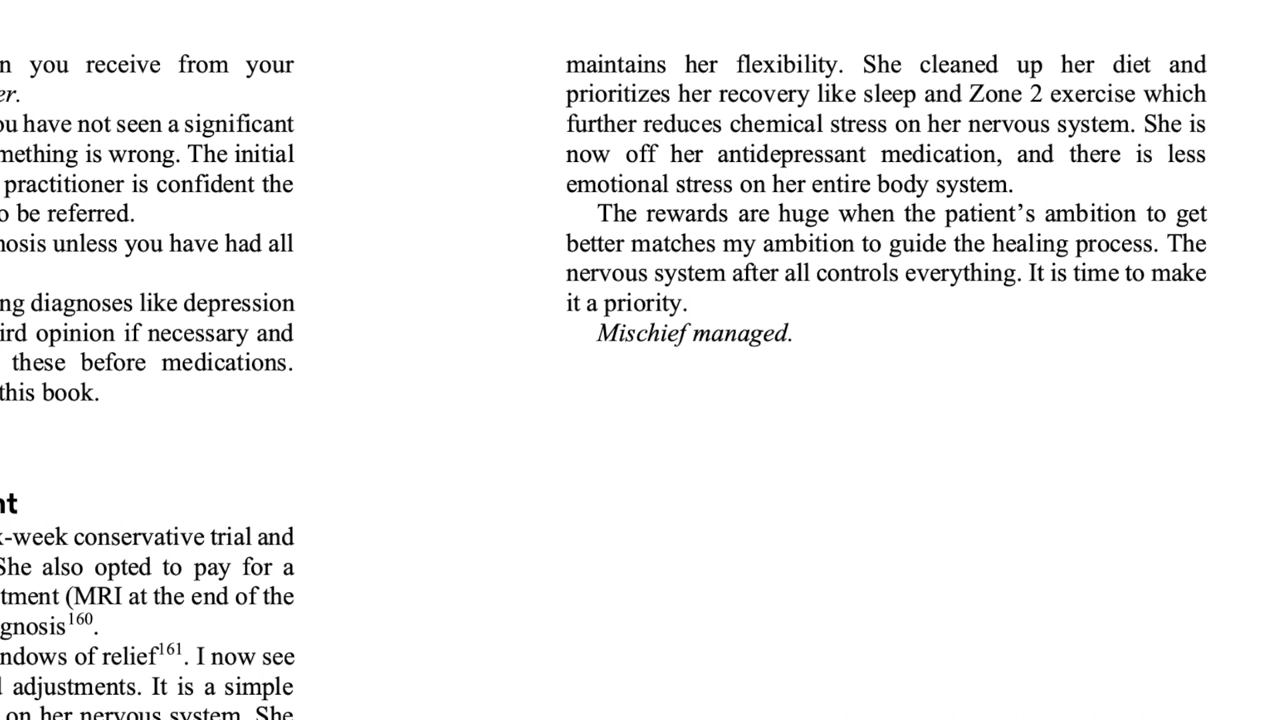 n you receive from your
er.
ou have not seen a significant
mething is wrong. The initial
practitioner is confident the
o be referred.
nosis unless you have had all
ng diagnoses like depression
ird opinion if necessary and
these before medications.
this book.
nt
k-week conservative trial and
She also opted to pay for a
tment (MRI at the end of the
gnosis160.
ndows of relief161. I now see
l adjustments. It is a simple
on her nervous system. She
maintains her flexibility. She cleaned up her diet and
prioritizes her recovery like sleep and Zone 2 exercise which
further reduces chemical stress on her nervous system. She is
now off her antidepressant medication, and there is less
emotional stress on her entire body system.
The rewards are huge when the patient’s ambition to get
better matches my ambition to guide the healing process. The
nervous system after all controls everything. It is time to make
it a priority.
Mischief managed.